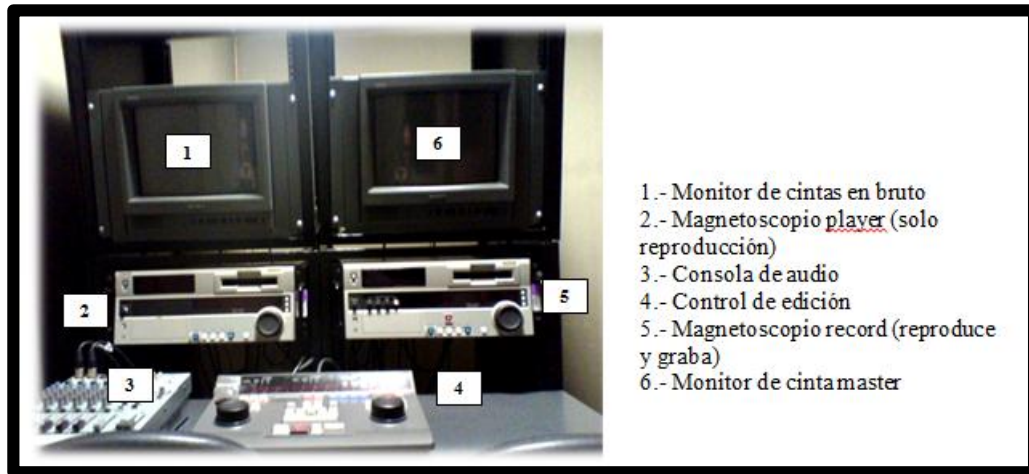 1
6
2
5
3
4
1.- Monitor de cintas en bruto
2.- Magnetoscopio player (solo
reproducción)
3.- Consola de audio
4.- Control de edición
5.- Magnetoscopio record (reproduce
y graba)
6.- Monitor de cinta master